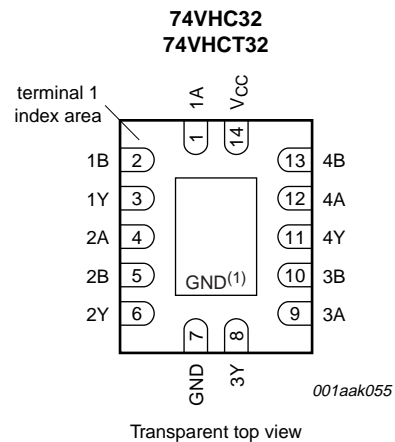 74VHC32
74VHCT32
terminal 1
index area
1A
VCC
1
14
1B 2
13 4B
1Y 3
12 4A
2A 4
11 4Y
2B 5
10 3B
GND(1)
2Y 6
9 3A
7
8
GND
3Y
001aak055
Transparent top view